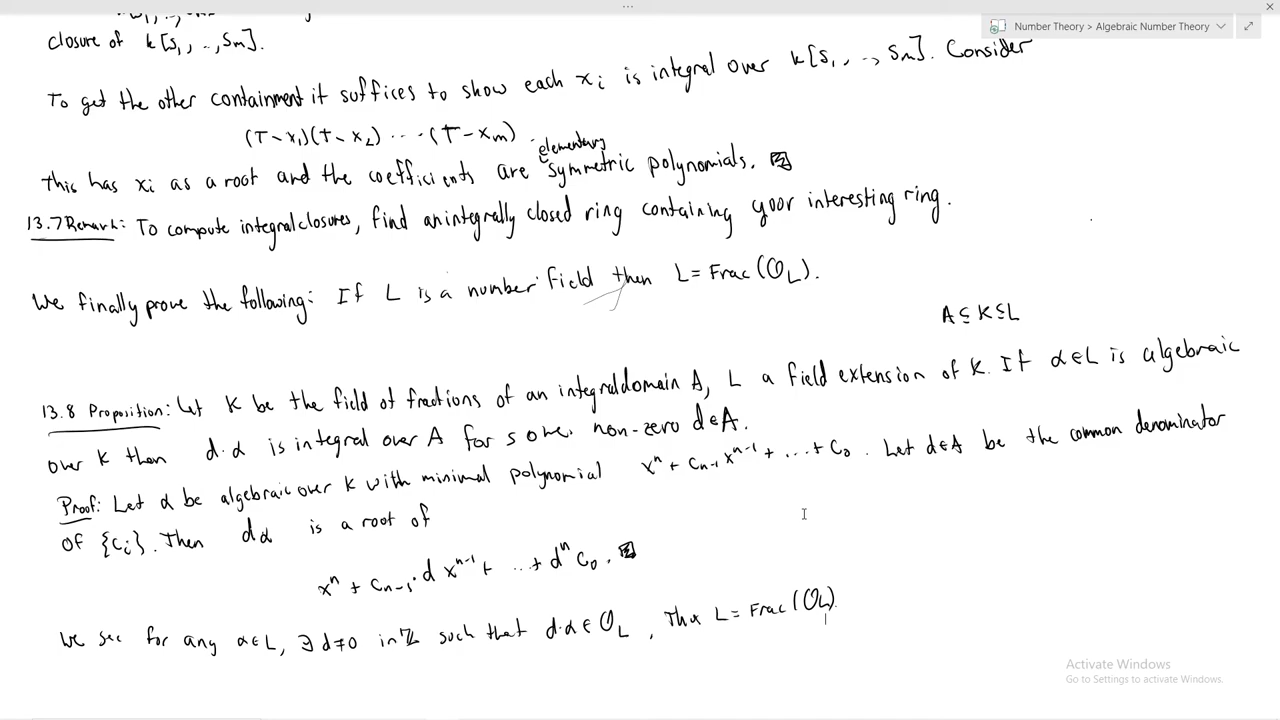 Number Theory > Algebraic Number Theory
closure of k[s₁, .., sₘ].
To get the other containment it suffices to show each xᵢ is integral over k[s₁, .., sₘ]. Consider
(T-x₁)(T-x₂) ... (T-xₘ)
elementary
this has xᵢ as a root and the coefficients are symmetric polynomials.
13.7 Remark: To compute integral closures, find an integrally closed ring containing your interesting ring.
We finally prove the following: If L is a number field then L = Frac(O_L).
A ⊆ K ⊆ L
13.8 Proposition: Let K be the field of fractions of an integral domain A, L a field extension of K. If α ∈ L is algebraic
over K then d·α is integral over A for some non-zero d ∈ A.
Proof: Let α be algebraic over K with minimal polynomial xⁿ + cₙ₋₁xⁿ⁻¹ + ... + c₀. Let d ∈ A be the common denominator
of {cᵢ}. Then dα is a root of
xⁿ + cₙ₋₁·d xⁿ⁻¹ + ... + dⁿc₀.
We see for any α ∈ L, ∃ d ≠ 0 in ℤ such that d·α ∈ O_L, L = Frac(O_L).
Activate Windows
Go to Settings to activate Windows.